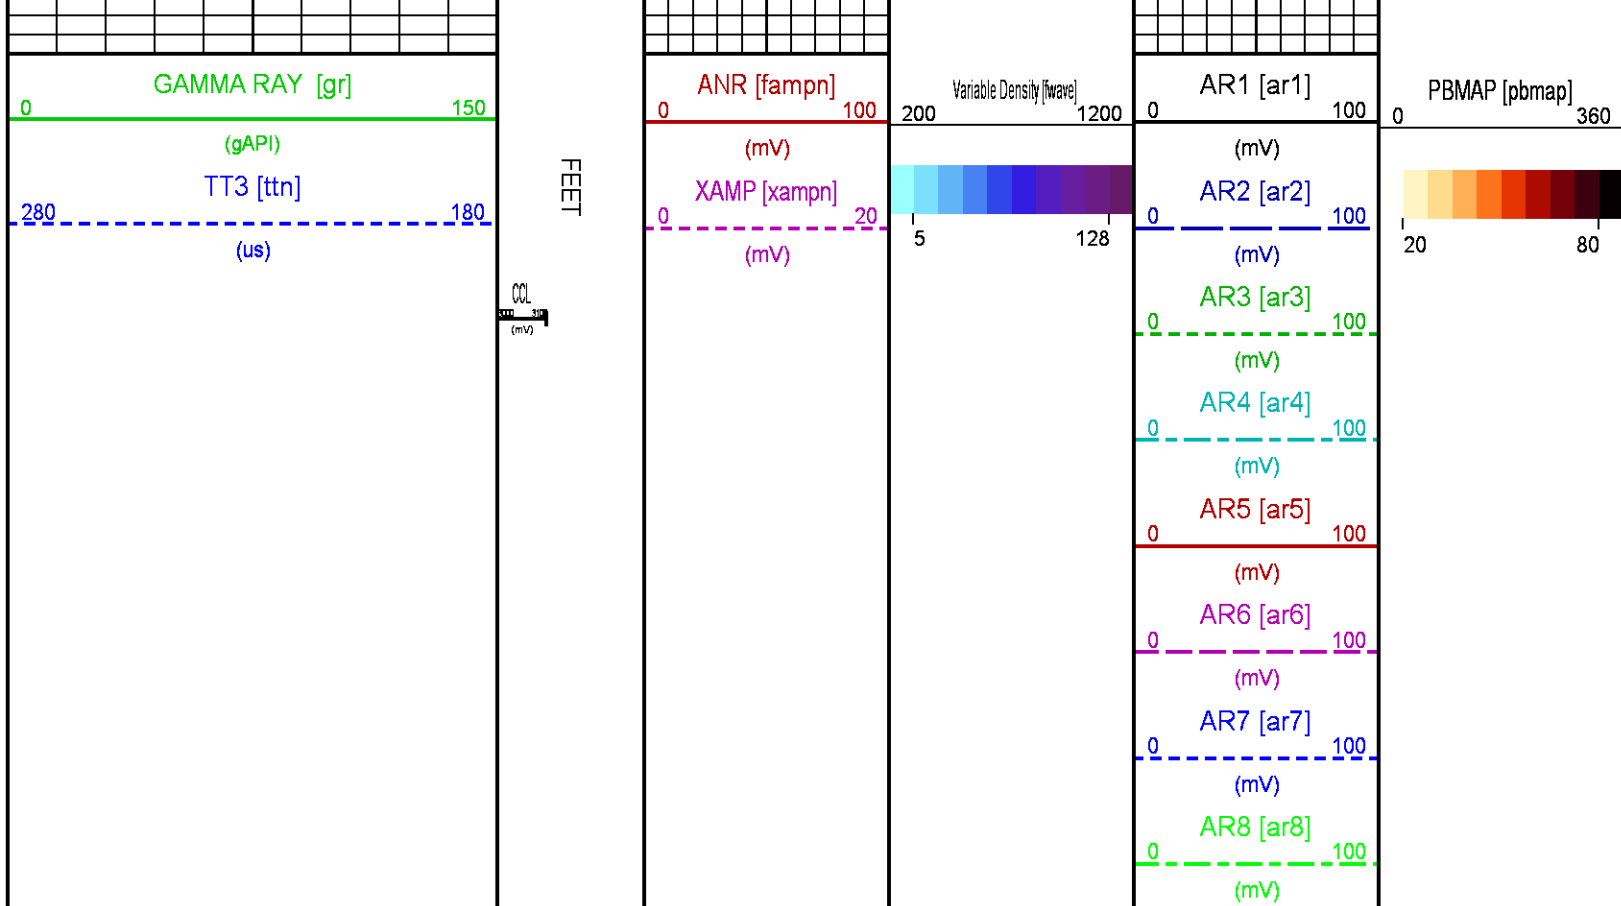 GAMMA RAY [gr]
0 150
(gAPI)
TT3 [ttn]
280 180
(us)
FEET
CCL
(mV)
ANR [fampn]
0 100
(mV)
XAMP [xampn]
0 20
(mV)
Variable Density [fwave]
200 1200
5 128
AR1 [ar1]
0 100
(mV)
AR2 [ar2]
0 100
(mV)
AR3 [ar3]
0 100
(mV)
AR4 [ar4]
0 100
(mV)
AR5 [ar5]
0 100
(mV)
AR6 [ar6]
0 100
(mV)
AR7 [ar7]
0 100
(mV)
AR8 [ar8]
0 100
(mV)
PBMAP [pbmap]
0 360
20 80